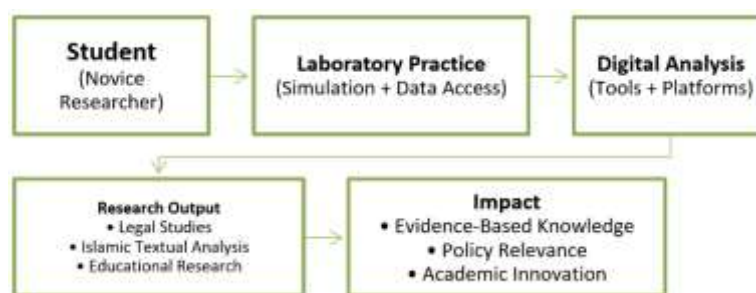 Student
(Novice
Researcher)
Laboratory Practice
(Simulation + Data Access)
Digital Analysis
(Tools + Platforms)
Research Output
• Legal Studies
• Islamic Textual Analysis
• Educational Research
Impact
• Evidence-Based Knowledge
• Policy Relevance
• Academic Innovation